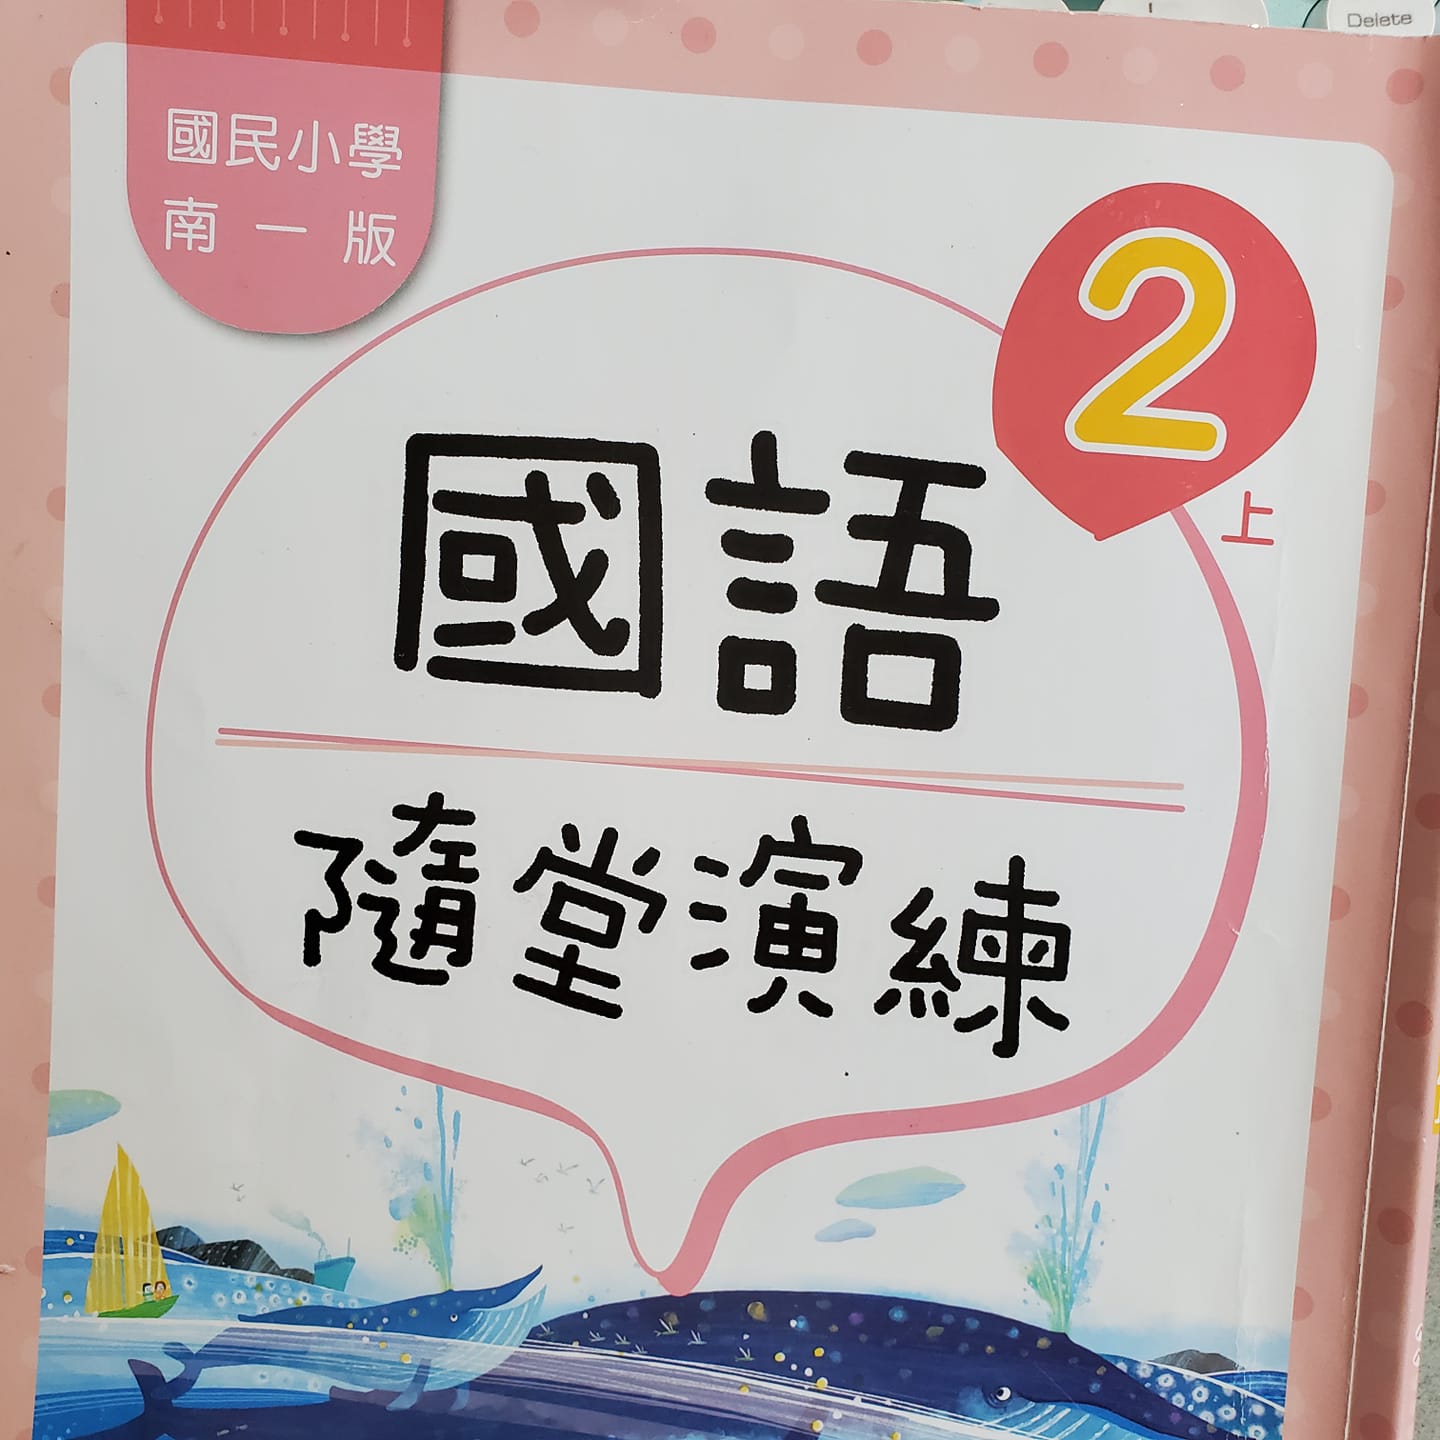 Delete
國民小學
南一版
2
上
國語
隨堂演練